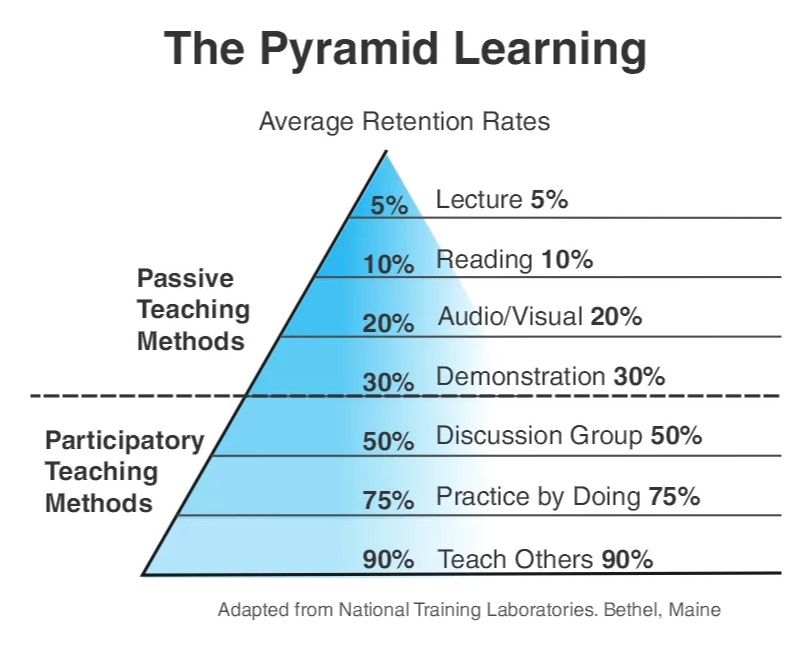 The Pyramid Learning
Average Retention Rates
5% Lecture 5%
10% Reading 10%
Passive
Teaching
Methods
20% Audio/Visual 20%
30% Demonstration 30%
Participatory
Teaching
Methods
50% Discussion Group 50%
75% Practice by Doing 75%
90% Teach Others 90%
Adapted from National Training Laboratories. Bethel, Maine